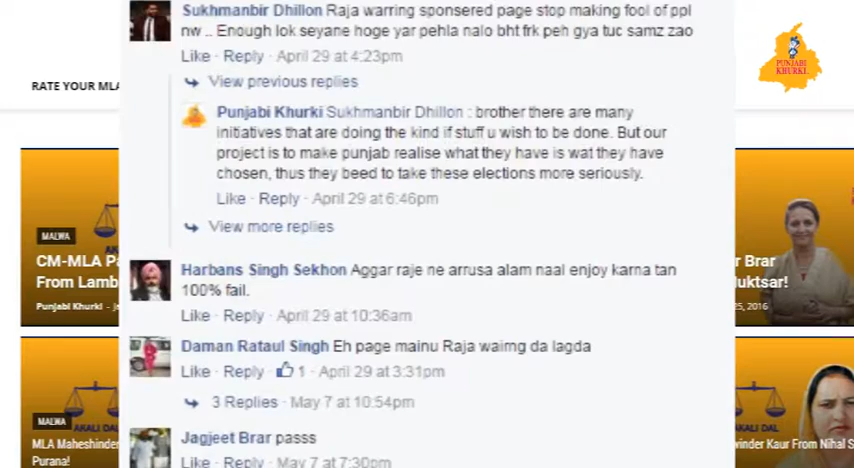 PUNJABI
KHURKI
RATE YOUR MLA
Sukhmanbir Dhillon Raja warring sponsered page stop making fool of ppl
nw .. Enough lok seyane hoge yar pehla nalo bht frk peh gya tuc samz zao
Like · Reply · April 29 at 4:23pm
View previous replies
Punjabi Khurki Sukhmanbir Dhillon : brother there are many
initiatives that are doing the kind if stuff u wish to be done. But our
project is to make punjab realise what they have is wat they have
chosen, thus they beed to take these elections more seriously.
Like · Reply · April 29 at 6:46pm
View more replies
Harbans Singh Sekhon Aggar raje ne arrusa alam naal enjoy karna tan
100% fail.
Like · Reply · April 29 at 10:36am
Daman Rataul Singh Eh page mainu Raja wairng da lagda
Like · Reply · 1 · April 29 at 3:31pm
3 Replies · May 7 at 10:54pm
Jagjeet Brar passs
Like · Reply · May 7 at 7:30pm
MALWA
AKALI
CM-MLA Pa
From Lamb
Punjabi Khurki -
MALWA
AKALI DAL
MLA Maheshinder
Purana!
r Brar
uktsar!
25, 2016
AKALI DAL
vinder Kaur From Nihal S